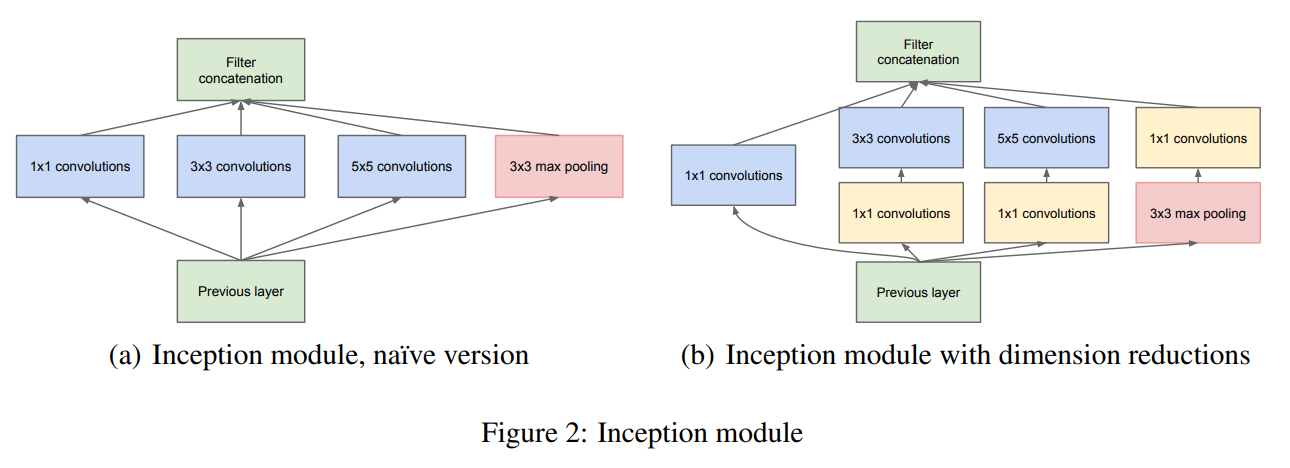 Filter
concatenation
1x1 convolutions
3x3 convolutions
5x5 convolutions
3x3 max pooling
Previous layer
(a) Inception module, naïve version
Filter
concatenation
3x3 convolutions
5x5 convolutions
1x1 convolutions
1x1 convolutions
1x1 convolutions
1x1 convolutions
3x3 max pooling
Previous layer
(b) Inception module with dimension reductions
Figure 2: Inception module